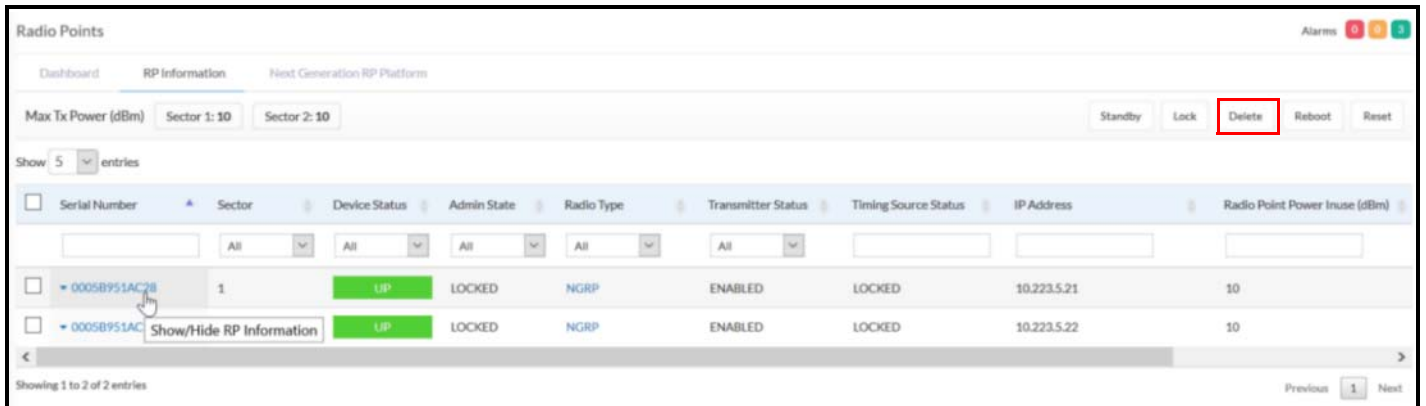 Radio Points Alarms 0 0 3
Dashboard RP Information Next Generation RP Platform
Max Tx Power (dBm) Sector 1: 10 Sector 2: 10 Standby Lock Delete Reboot Reset
Show 5 entries
Serial Number Sector Device Status Admin State Radio Type Transmitter Status Timing Source Status IP Address Radio Point Power Inuse (dBm)
All All All All All
0005B951AC28 1 UP LOCKED NGRP ENABLED LOCKED 10.223.5.21 10
0005B951AC Show/Hide RP Information UP LOCKED NGRP ENABLED LOCKED 10.223.5.22 10
Showing 1 to 2 of 2 entries Previous 1 Next